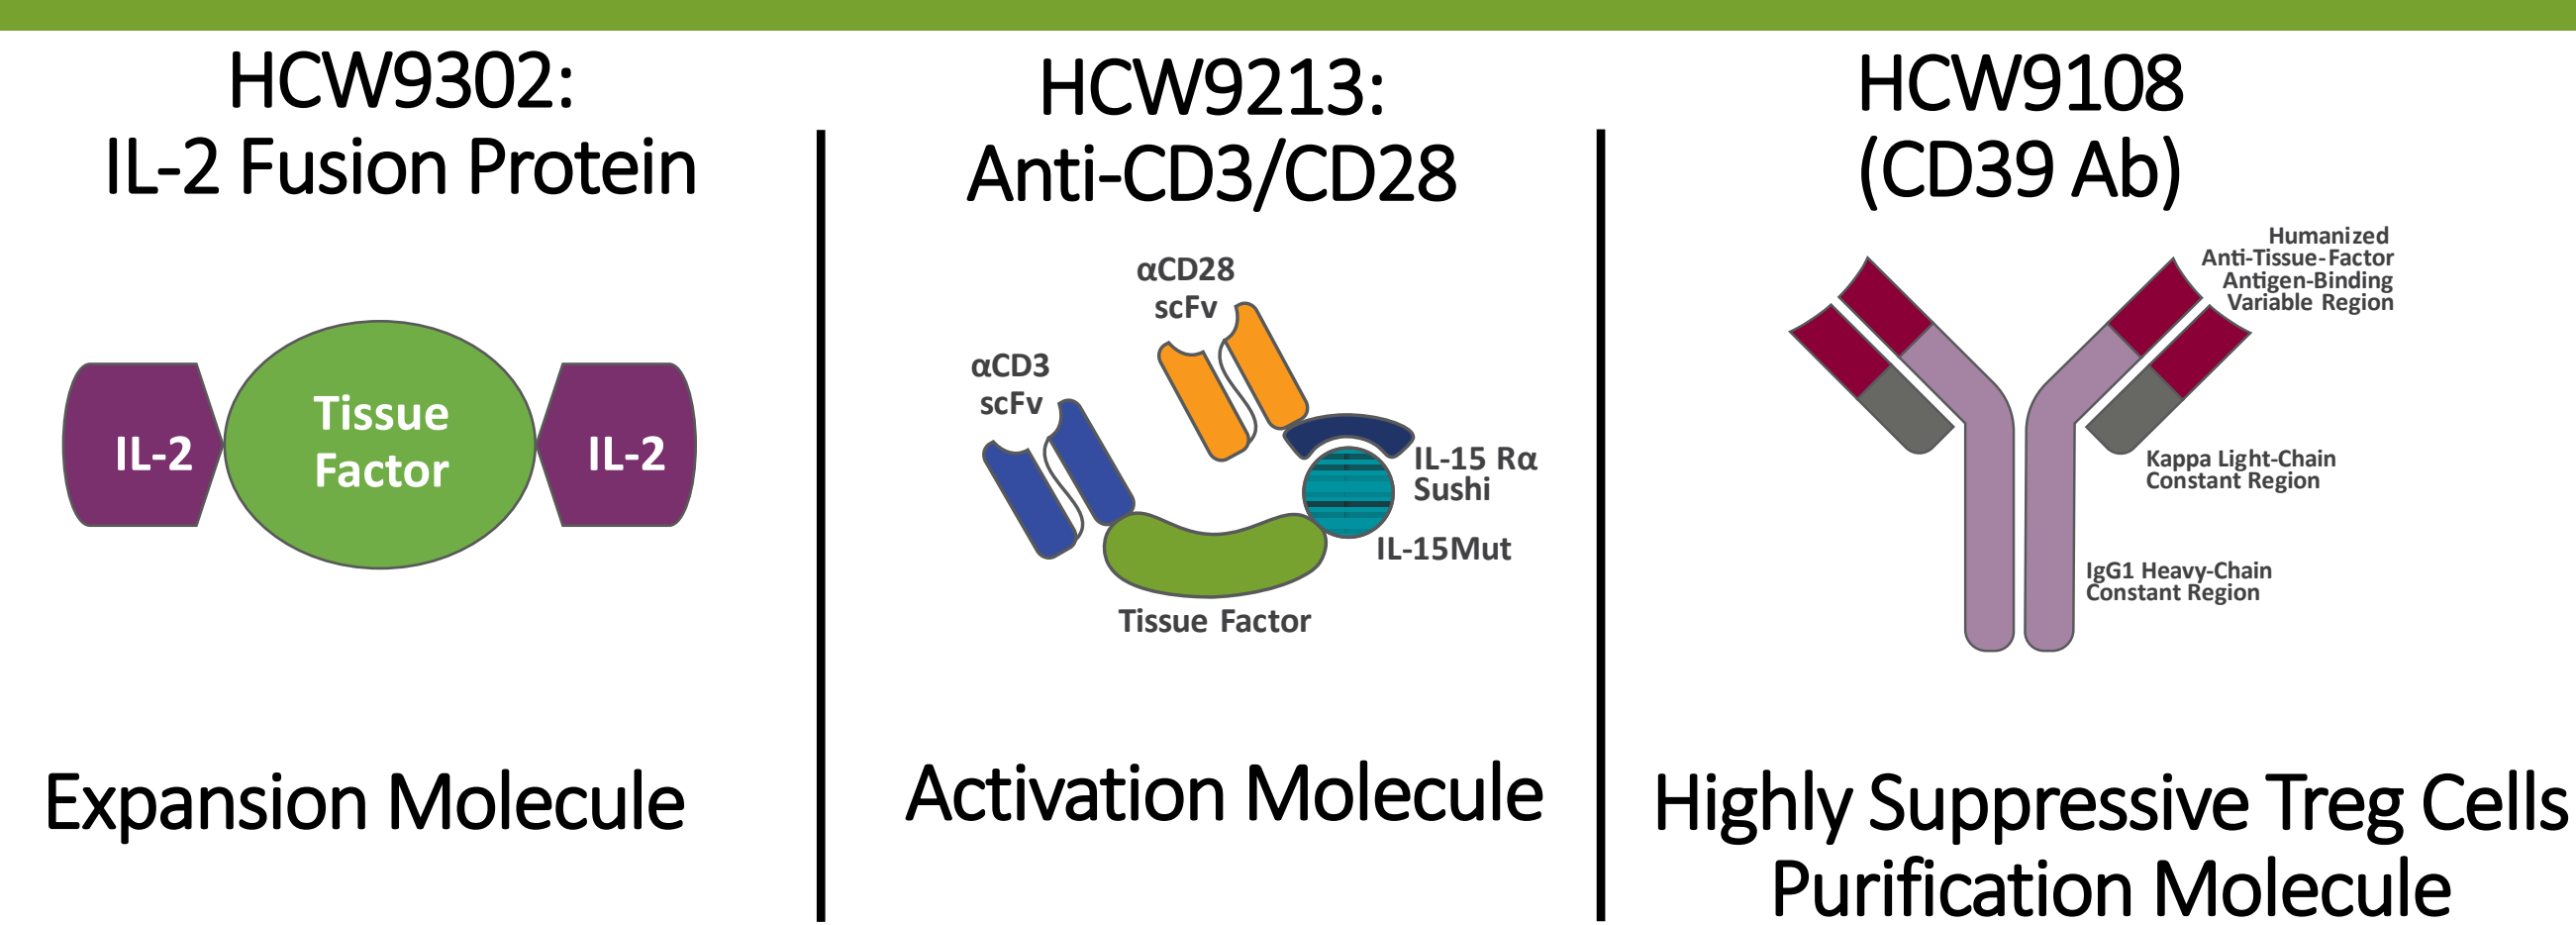 HCW9302:
IL-2 Fusion Protein
IL-2
Tissue
Factor
IL-2
Expansion Molecule
HCW9213:
Anti-CD3/CD28
αCD28
scFv
αCD3
scFv
IL-15 Rα
Sushi
IL-15Mut
Tissue Factor
Activation Molecule
HCW9108
(CD39 Ab)
Humanized
Anti-Tissue-Factor
Antigen-Binding
Variable Region
Kappa Light-Chain
Constant Region
IgG1 Heavy-Chain
Constant Region
Highly Suppressive Treg Cells
Purification Molecule